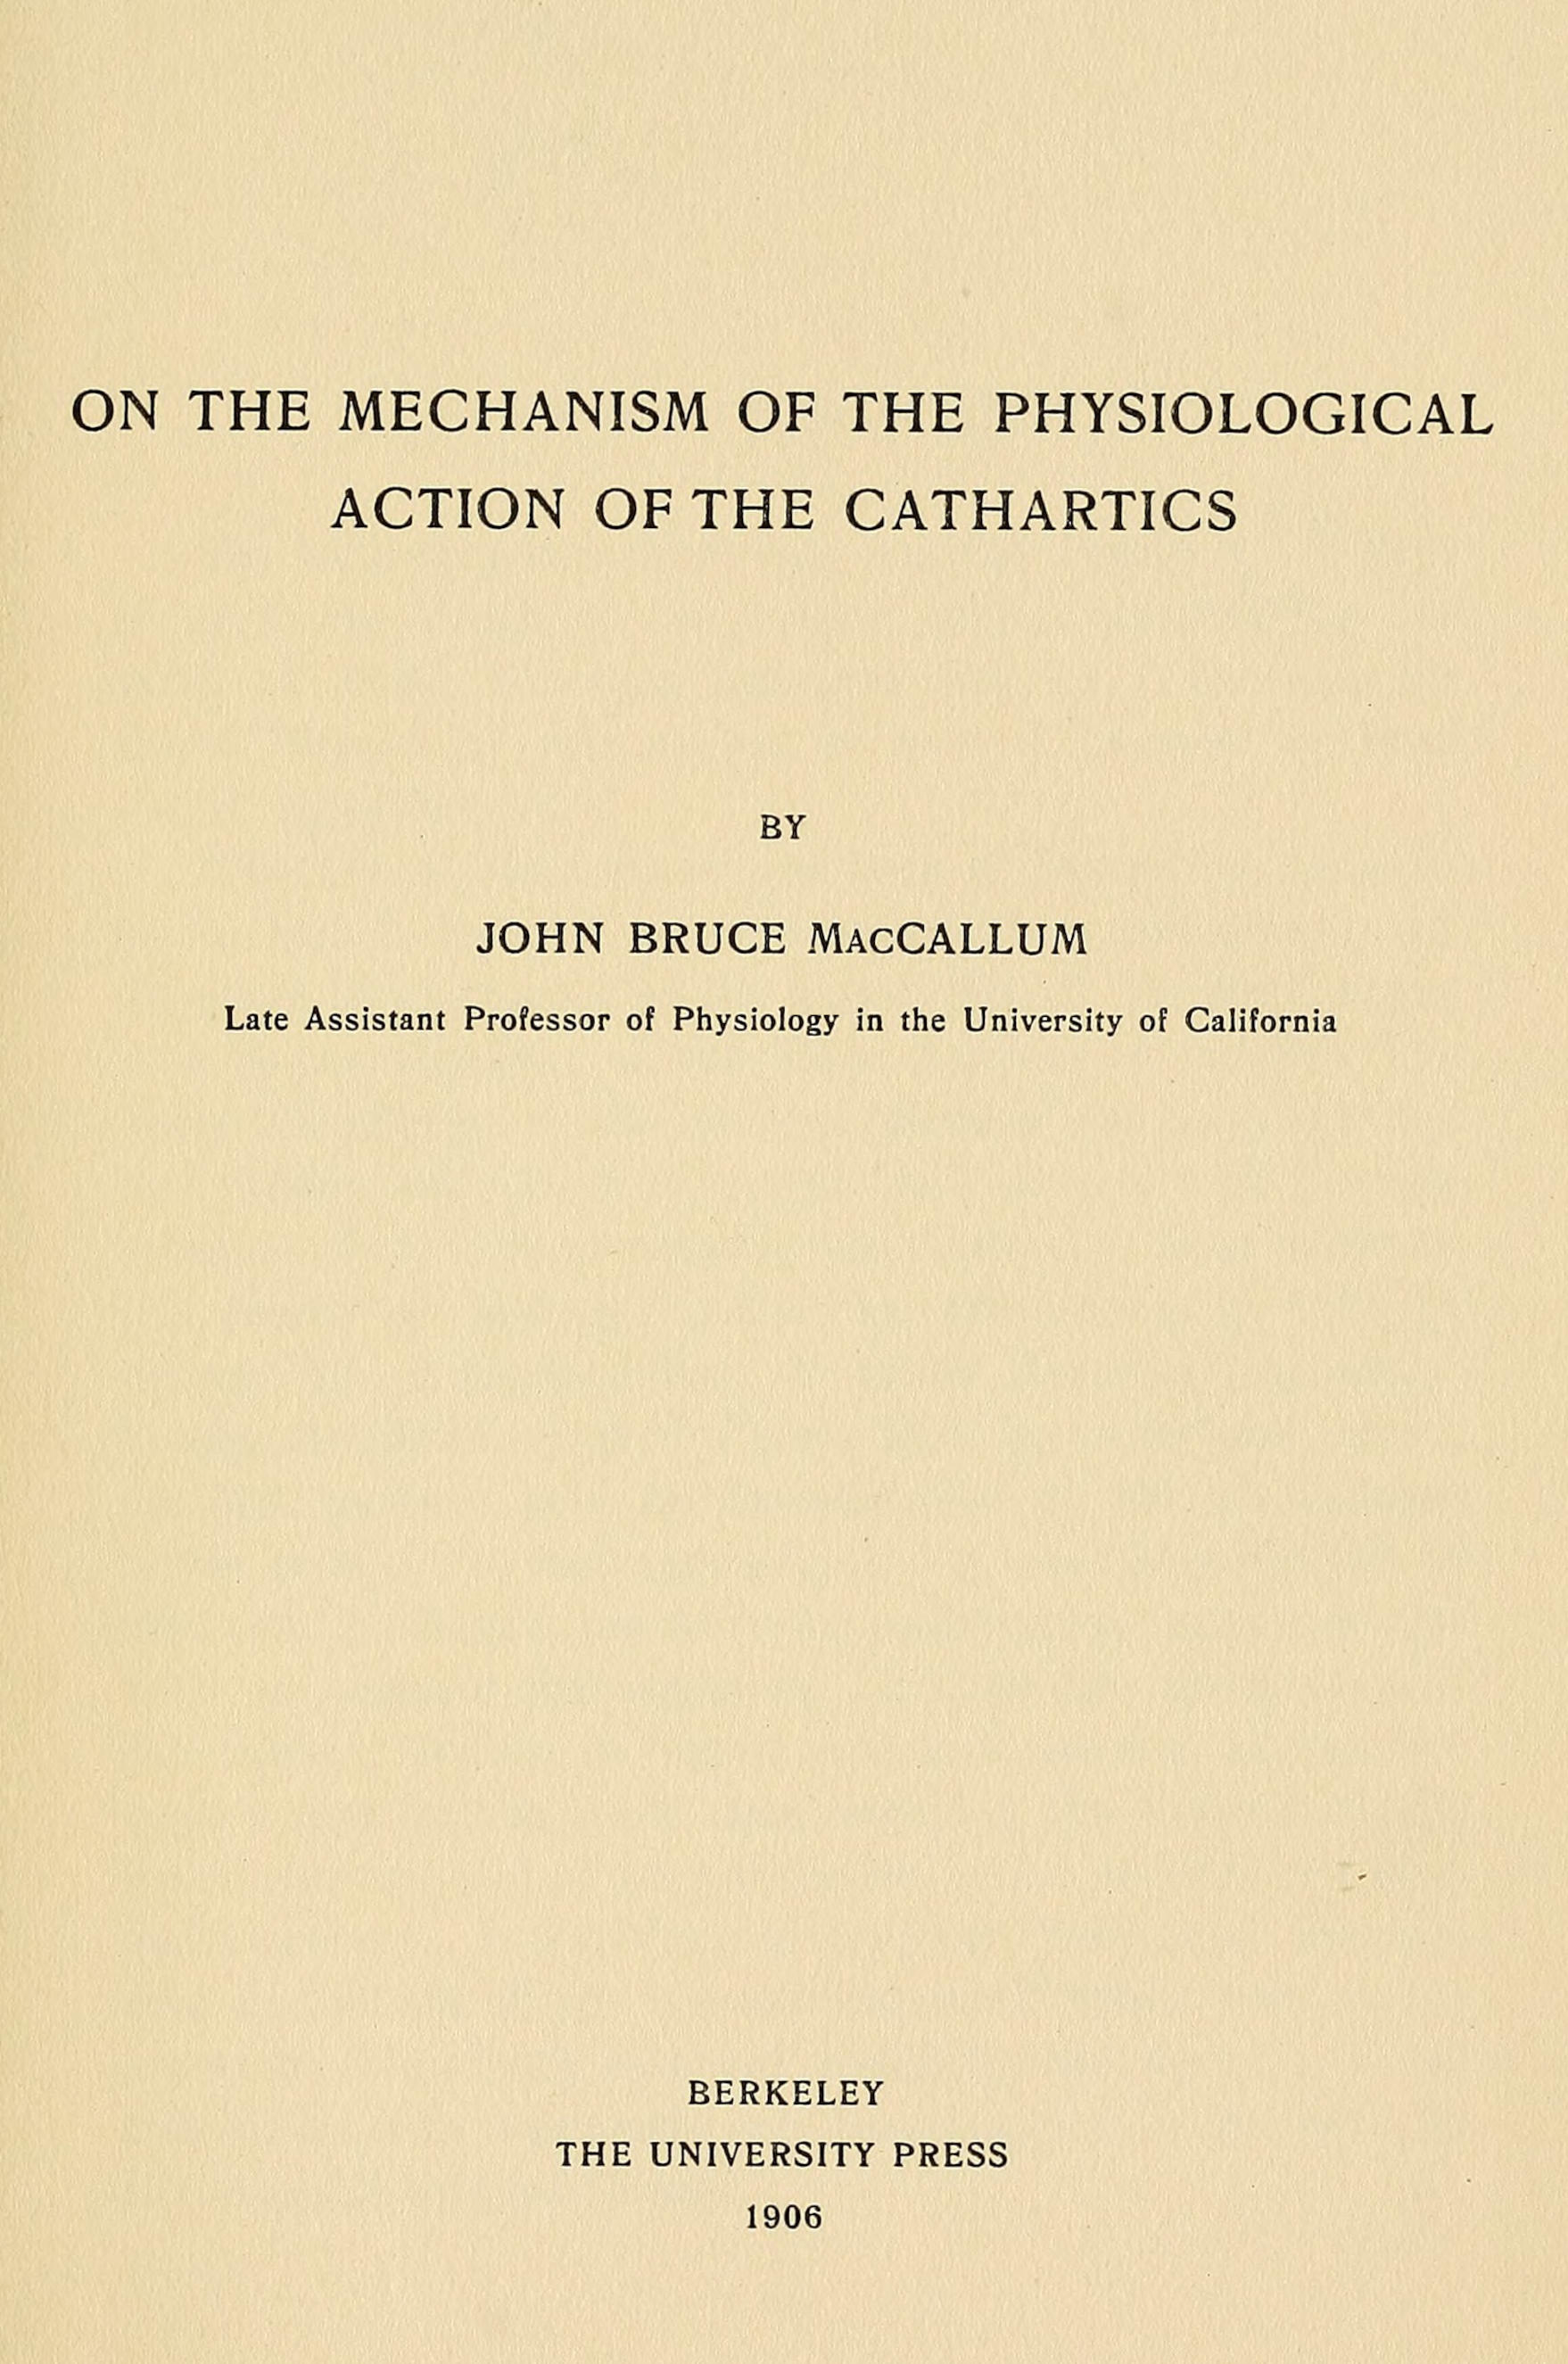 ON THE MECHANISM OF THE PHYSIOLOGICAL
ACTION OF THE CATHARTICS
BY
JOHN BRUCE MACCALLUM
Late Assistant Professor of Physiology in the University of California
BERKELEY
THE UNIVERSITY PRESS
1906